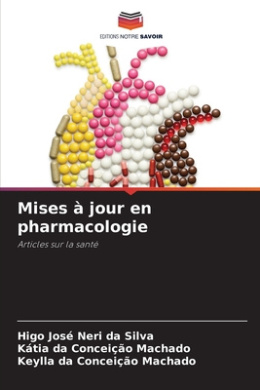 EDITIONS NOTRE SAVOIR
Mises à jour en
pharmacologie
Articles sur la santé
Higo José Neri da Silva
Kátia da Conceição Machado
Keylla da Conceição Machado